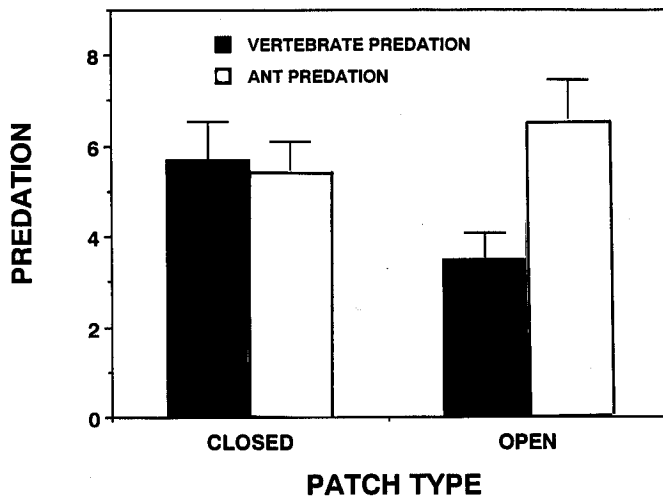 VERTEBRATE PREDATION
ANT PREDATION
PREDATION
8
6
4
2
0
CLOSED OPEN
PATCH TYPE